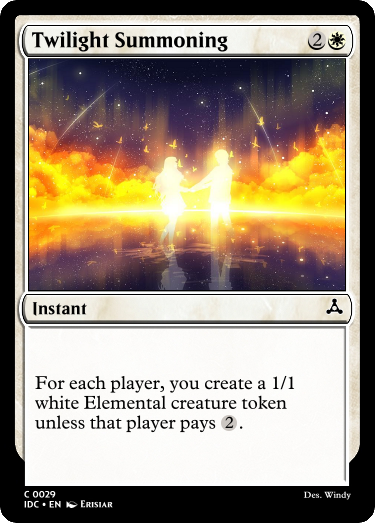 Twilight Summoning 2
Instant
For each player, you create a 1/1
white Elemental creature token
unless that player pays 2.
C 0029
IDC • EN Erisiar
Des. Windy